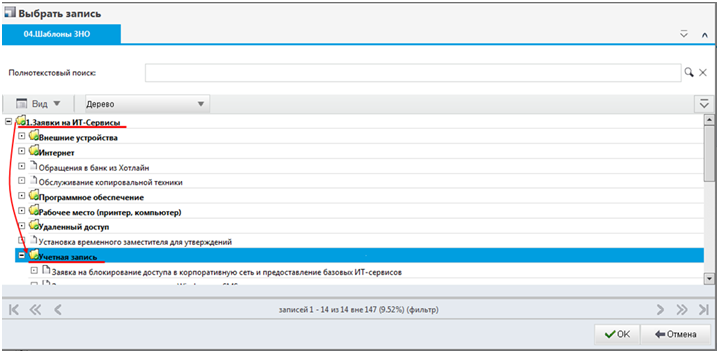 Выбрать запись
04.Шаблоны ЗНО
Полнотекстовый поиск:
Вид Дерево
1.Заявки на ИТ-Сервисы
Внешние устройства
Интернет
Обращения в банк из Хотлайн
Обслуживание копировальной техники
Программное обеспечение
Рабочее место (принтер, компьютер)
Удаленный доступ
Установка временного заместителя для утверждений
Учетная запись
Заявка на блокирование доступа в корпоративную сеть и предоставление базовых ИТ-сервисов
записей 1 - 14 из 14 вне 147 (9.52%) (фильтр)
OK Отмена